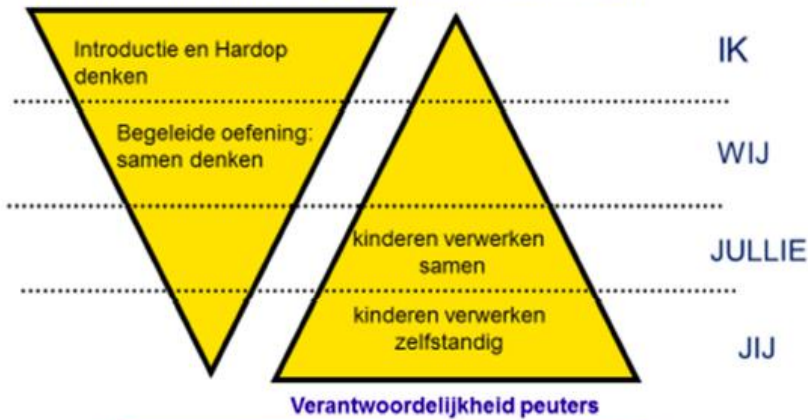 Introductie en Hardop
denken
IK
Begeleide oefening:
samen denken
WIJ
kinderen verwerken
samen
JULLIE
kinderen verwerken
zelfstandig
JIJ
Verantwoordelijkheid peuters